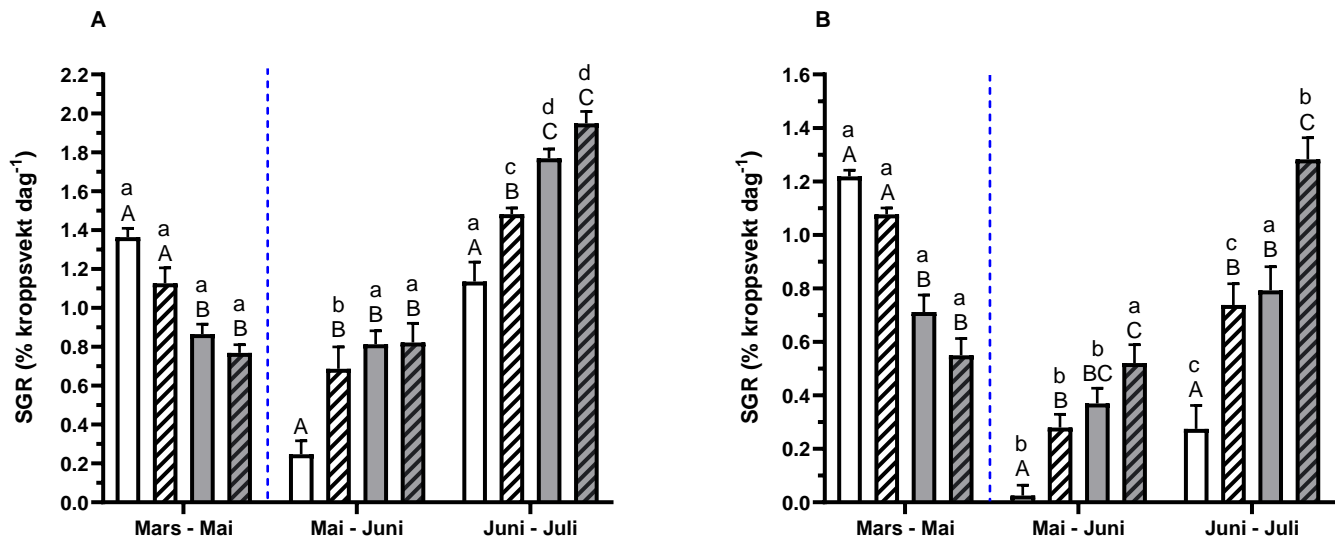 A
SGR (% kroppsvekt dag-1)
2.2
2.0
1.8
1.6
1.4
1.2
1.0
0.8
0.6
0.4
0.2
0.0
a
A
a
A
a
B
a
B
A
b
B
a
B
a
B
a
A
c
B
d
C
d
C
Mars - Mai
Mai - Juni
Juni - Juli
B
SGR (% kroppsvekt dag-1)
1.6
1.4
1.2
1.0
0.8
0.6
0.4
0.2
0.0
a
A
a
A
a
B
a
B
b
A
b
B
b
BC
a
C
c
A
c
B
a
B
b
C
Mars - Mai
Mai - Juni
Juni - Juli